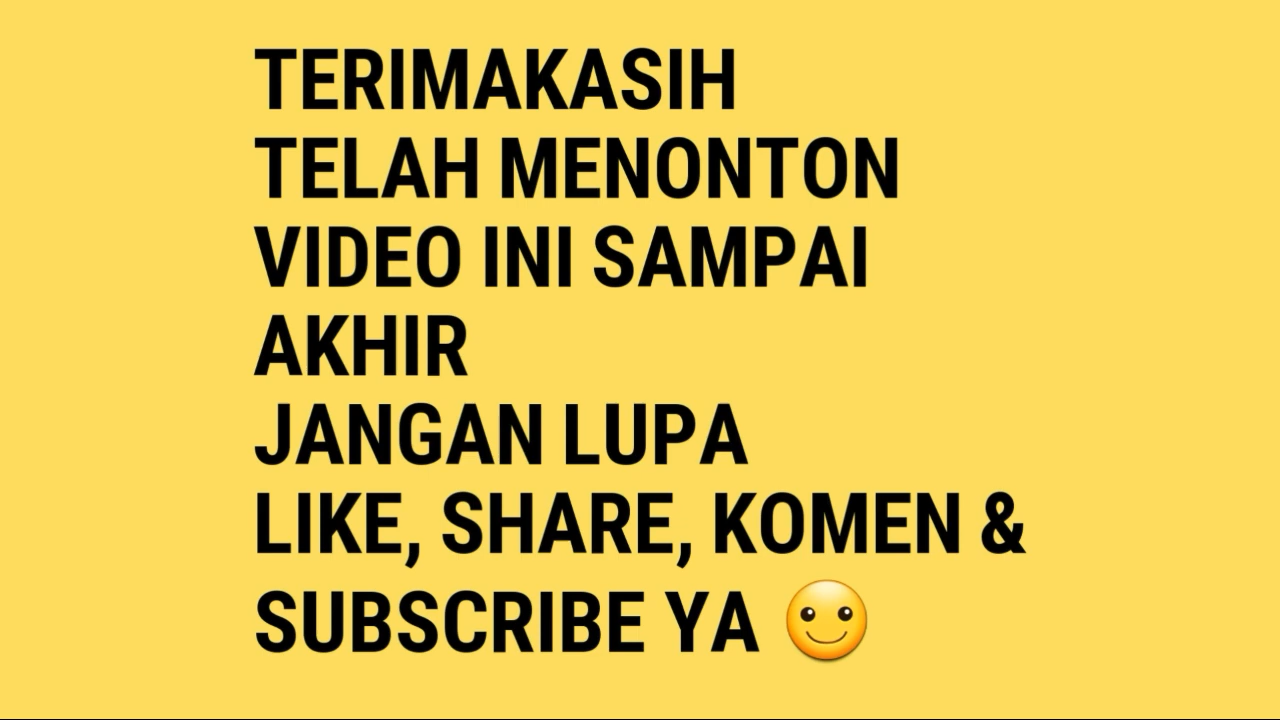 TERIMAKASIH
TELAH MENONTON
VIDEO INI SAMPAI
AKHIR
JANGAN LUPA
LIKE, SHARE, KOMEN &
SUBSCRIBE YA 🙂